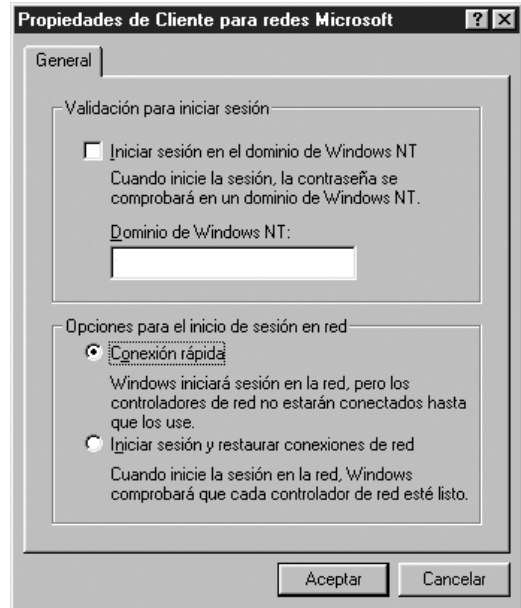 Propiedades de Cliente para redes Microsoft
General
Validación para iniciar sesión
Iniciar sesión en el dominio de Windows NT
Cuando inicie la sesión, la contraseña se
comprobará en un dominio de Windows NT.
Dominio de Windows NT:
Opciones para el inicio de sesión en red
Conexión rápida
Windows iniciará sesión en la red, pero los
controladores de red no estarán conectados hasta
que los use.
Iniciar sesión y restaurar conexiones de red
Cuando inicie la sesión en la red, Windows
comprobará que cada controlador de red esté listo.
Aceptar Cancelar